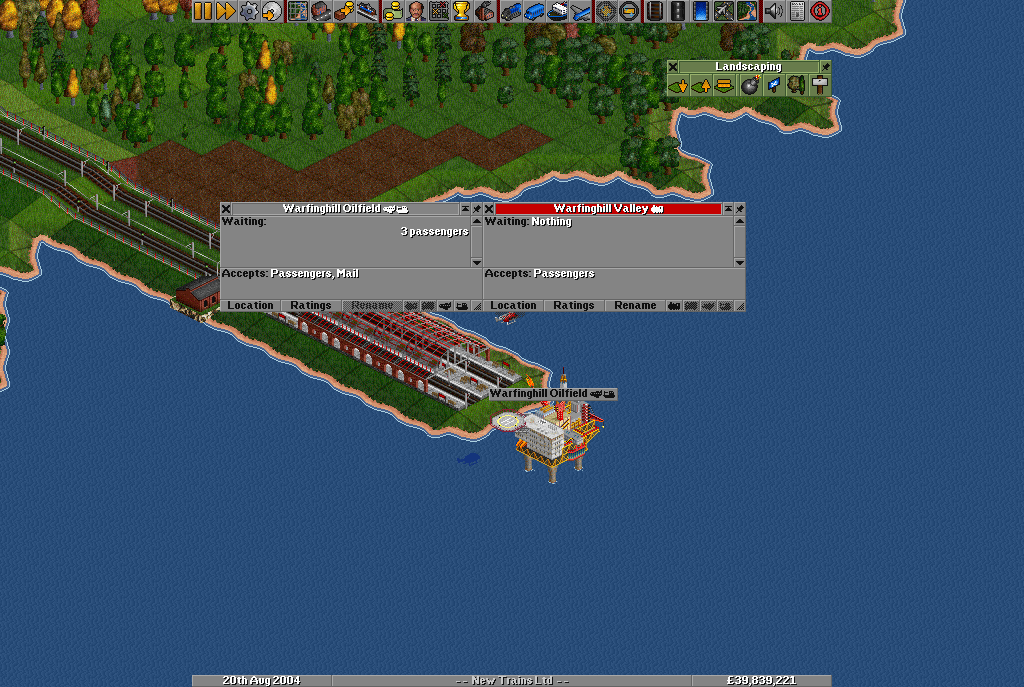 Landscaping
Warfinghill Oilfield
Waiting:
3 passengers
Accepts: Passengers, Mail
Location Ratings Rename
Warfinghill Valley
Waiting: Nothing
Accepts: Passengers
Location Ratings Rename
Warfinghill Oilfield
20th Aug 2004
-- New Trains Ltd --
£39,839,221